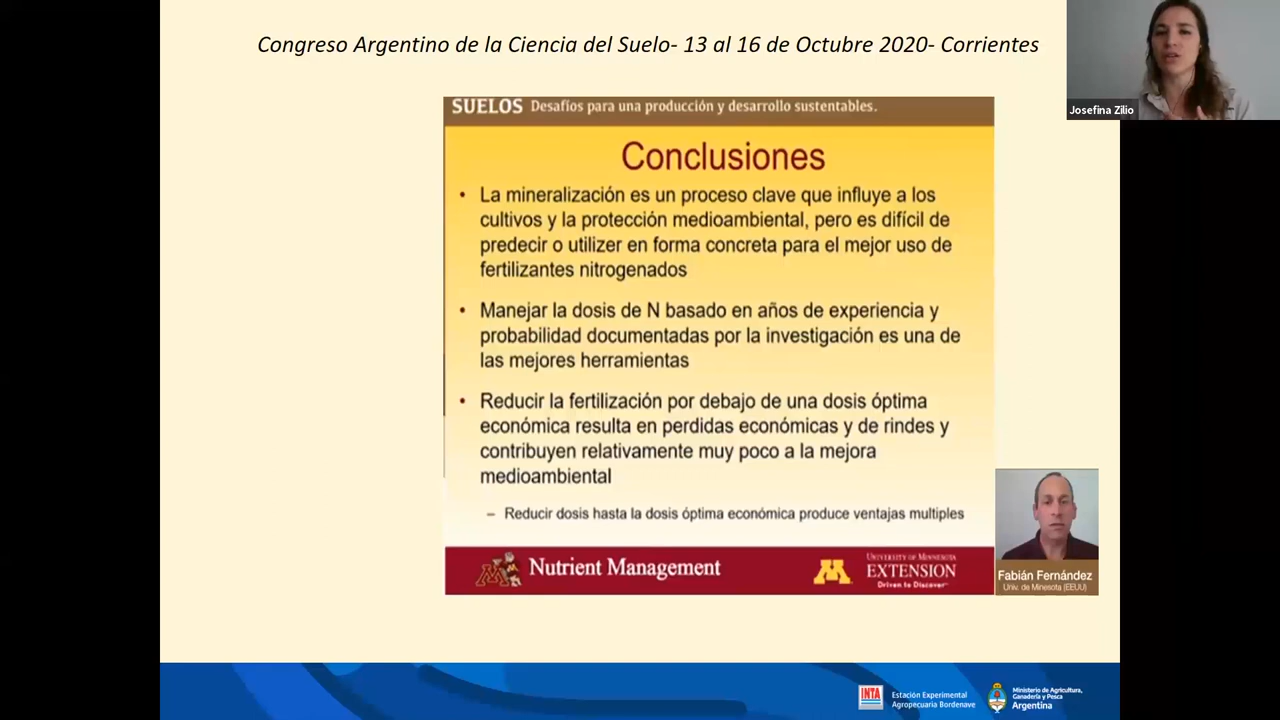 Congreso Argentino de la Ciencia del Suelo- 13 al 16 de Octubre 2020- Corrientes
Josefina Zilio
SUELOS Desafíos para una producción y desarrollo sustentables.
Conclusiones
• La mineralización es un proceso clave que influye a los
cultivos y la protección medioambiental, pero es difícil de
predecir o utilizer en forma concreta para el mejor uso de
fertilizantes nitrogenados
• Manejar la dosis de N basado en años de experiencia y
probabilidad documentadas por la investigación es una de
las mejores herramientas
• Reducir la fertilización por debajo de una dosis óptima
económica resulta en perdidas económicas y de rindes y
contribuyen relativamente muy poco a la mejora
medioambiental
– Reducir dosis hasta la dosis óptima económica produce ventajas multiples
Nutrient Management
M
UNIVERSITY OF MINNESOTA
EXTENSION
Driven to Discover™
Fabián Fernández
Univ. de Minesota (EEUU)
INTA
Estación Experimental
Agropecuaria Bordenave
Ministerio de Agricultura,
Ganadería y Pesca
Argentina